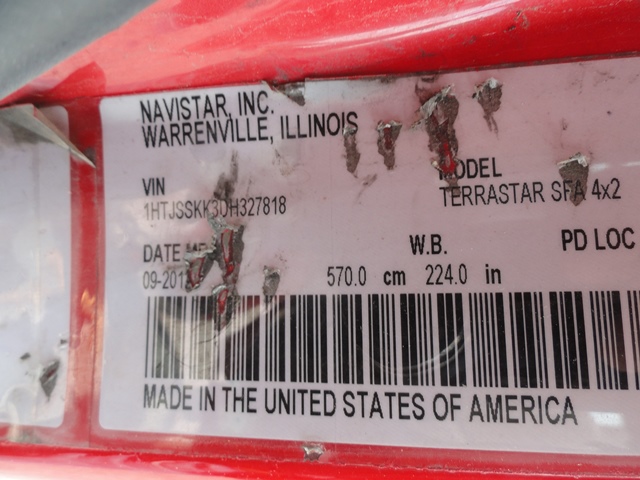 NAVISTAR, INC.
WARRENVILLE, ILLINOIS
VIN
MODEL
1HTJSSKK3DH327818
TERRASTAR SFA 4x2
DATE
W.B.
PD LOC
570.0 cm 224.0 in
MADE IN THE UNITED STATES OF AMERICA